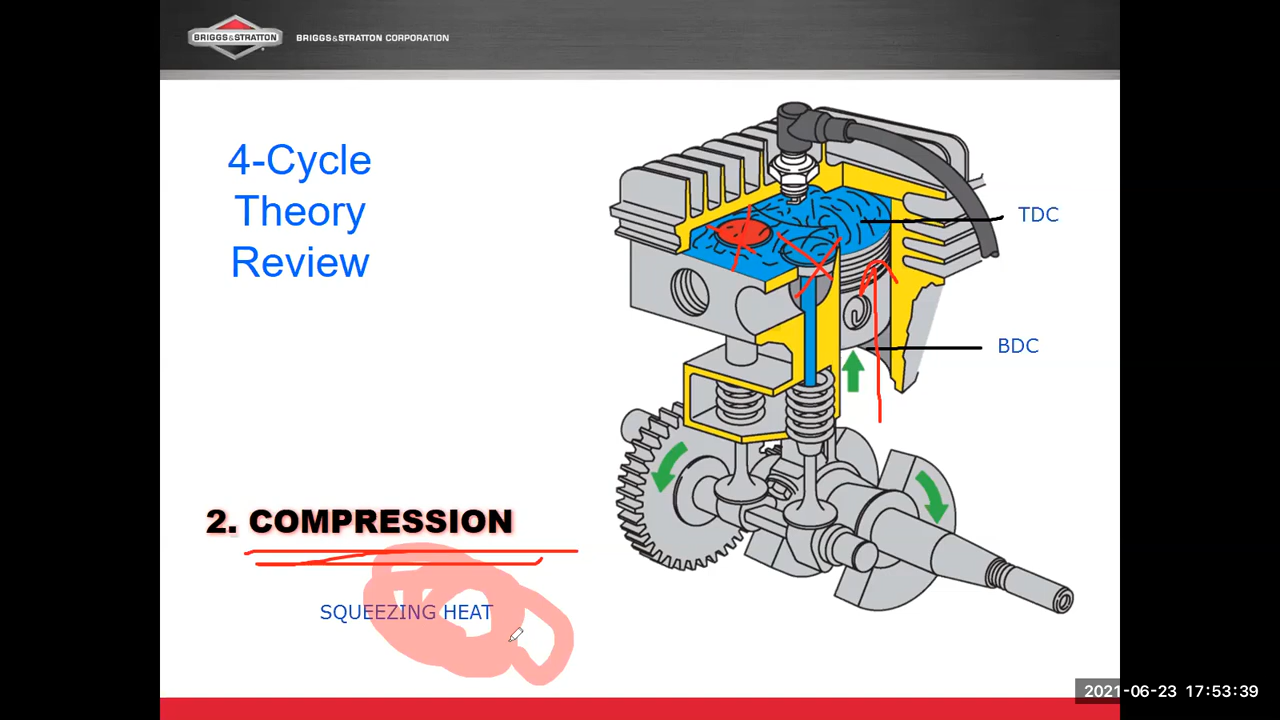 BRIGGS&STRATTON
BRIGGS&STRATTON CORPORATION
4-Cycle
Theory
Review
TDC
BDC
2. COMPRESSION
SQUEEZING HEAT
2021-06-23 17:53:39